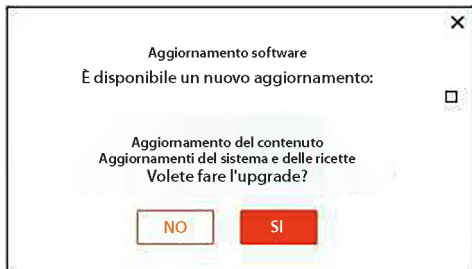 Aggiornamento software
È disponibile un nuovo aggiornamento:
Aggiornamento del contenuto
Aggiornamenti del sistema e delle ricette
Volete fare l'upgrade?
NO
SI